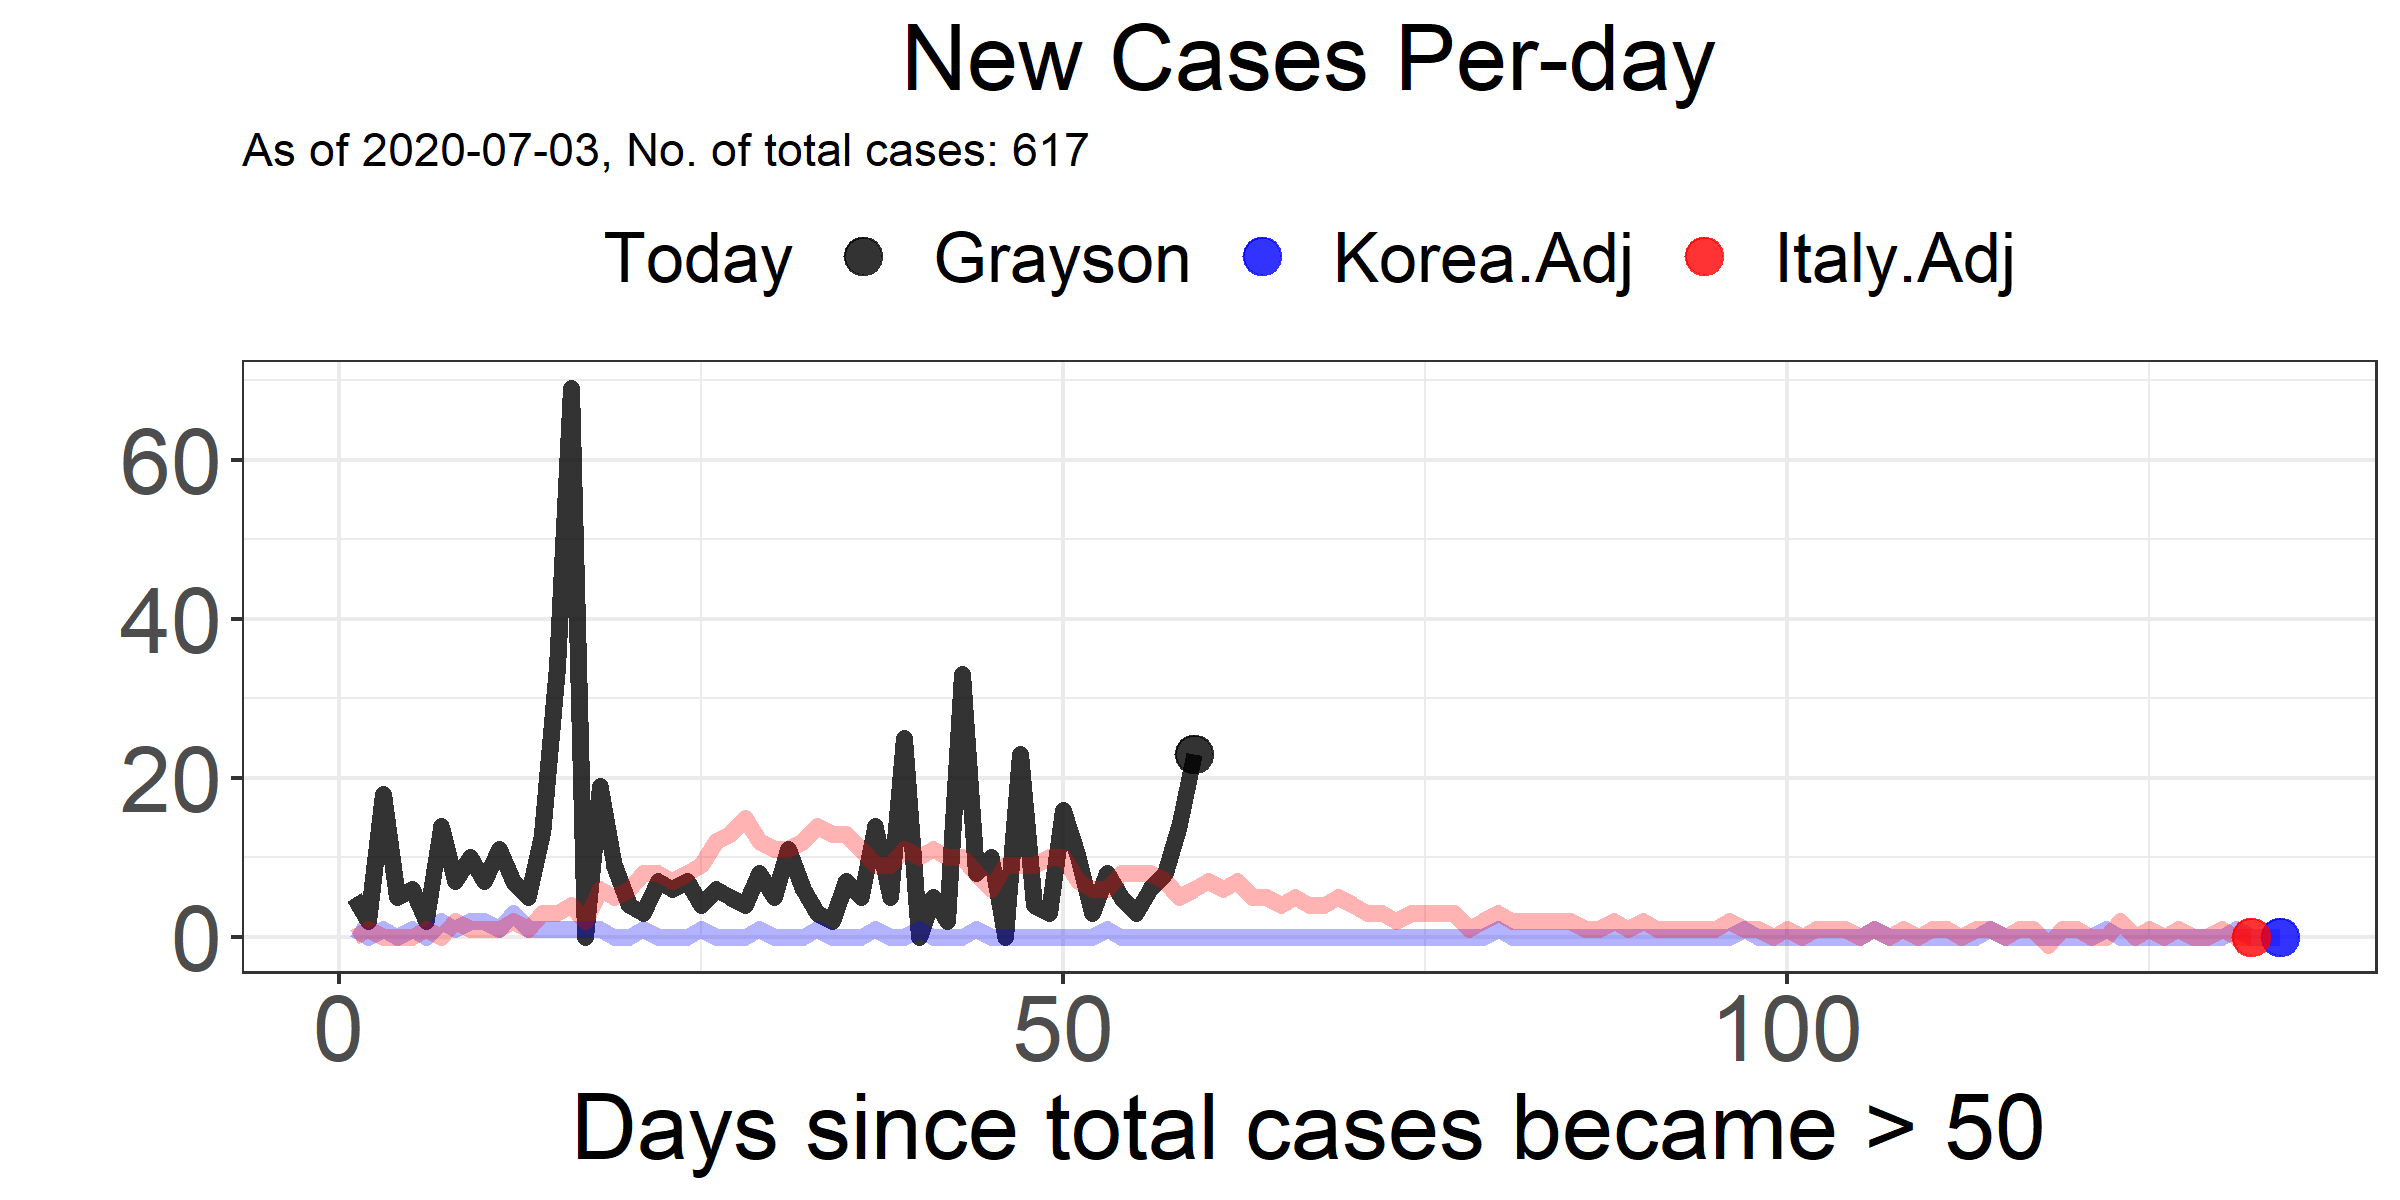 New Cases Per-day
As of 2020-07-03, No. of total cases: 617
Today Grayson Korea.Adj Italy.Adj
60
40
20
0
0 50 100
Days since total cases became > 50